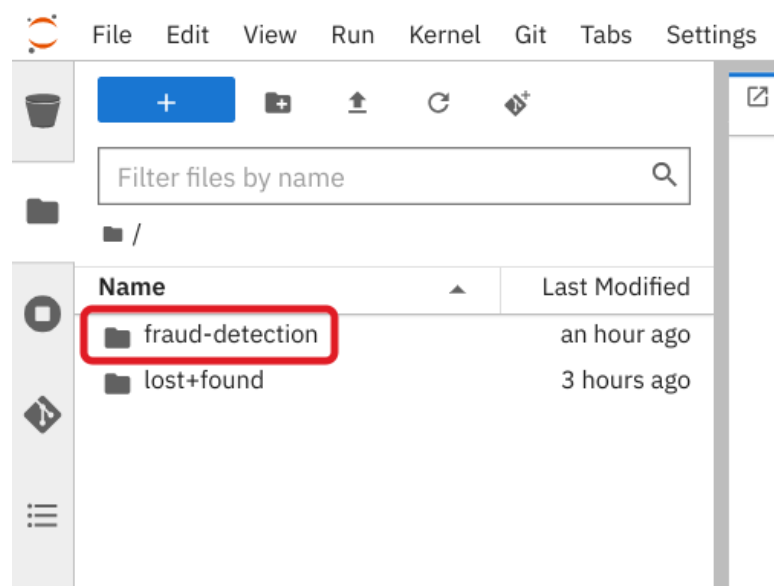 File Edit View Run Kernel Git Tabs Settings
+
Filter files by name
/
Name Last Modified
fraud-detection an hour ago
lost+found 3 hours ago